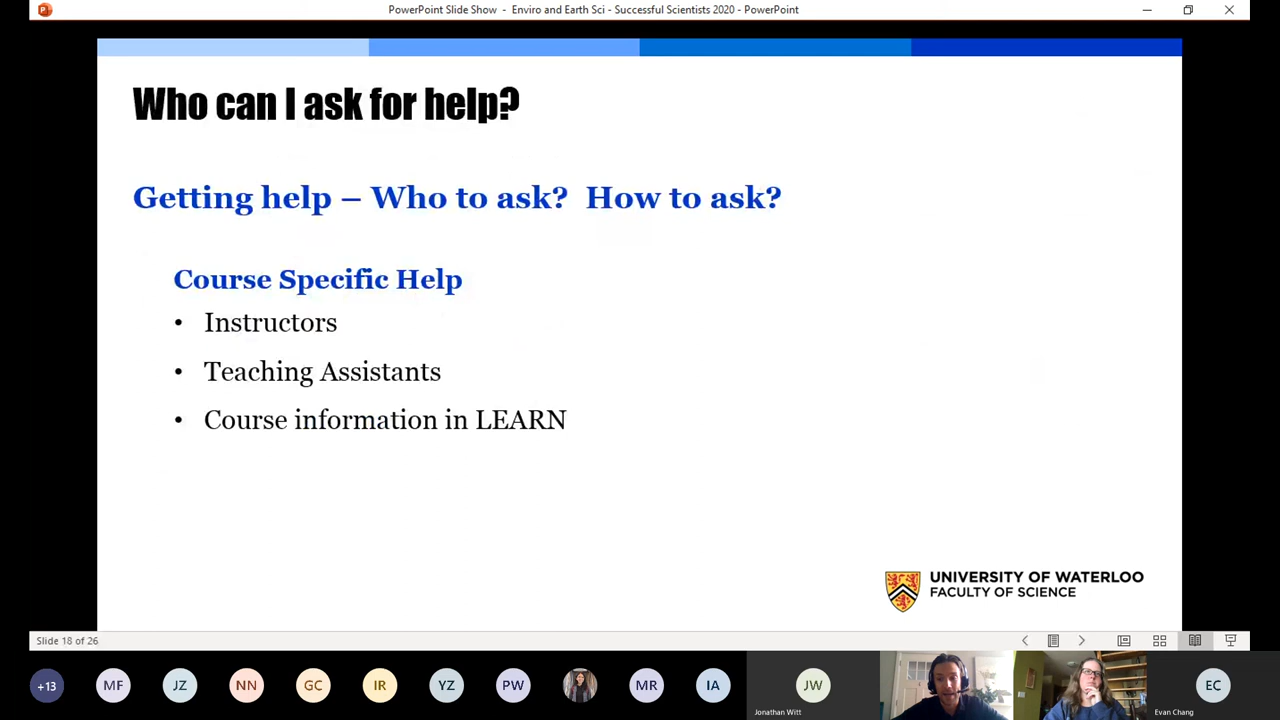 PowerPoint Slide Show - Enviro and Earth Sci - Successful Scientists 2020 - PowerPoint
Who can I ask for help?
Getting help – Who to ask? How to ask?
Course Specific Help
• Instructors
• Teaching Assistants
• Course information in LEARN
UNIVERSITY OF WATERLOO
FACULTY OF SCIENCE
Slide 18 of 26
+13 MF JZ NN GC IR YZ PW MR IA JW EC
Jonathan Witt
Evan Chang